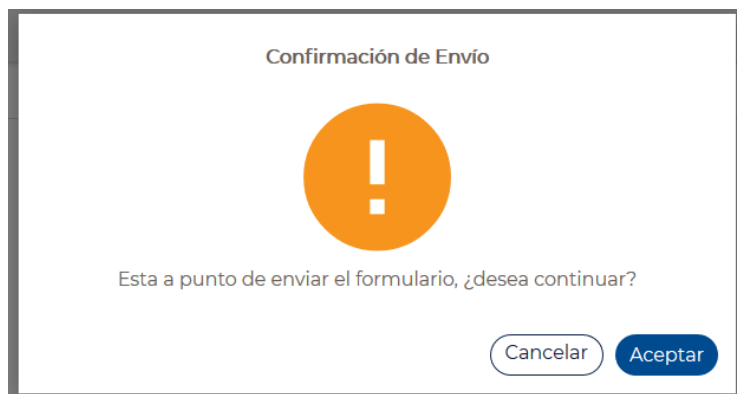 Confirmación de Envío
Esta a punto de enviar el formulario, ¿desea continuar?
Cancelar
Aceptar